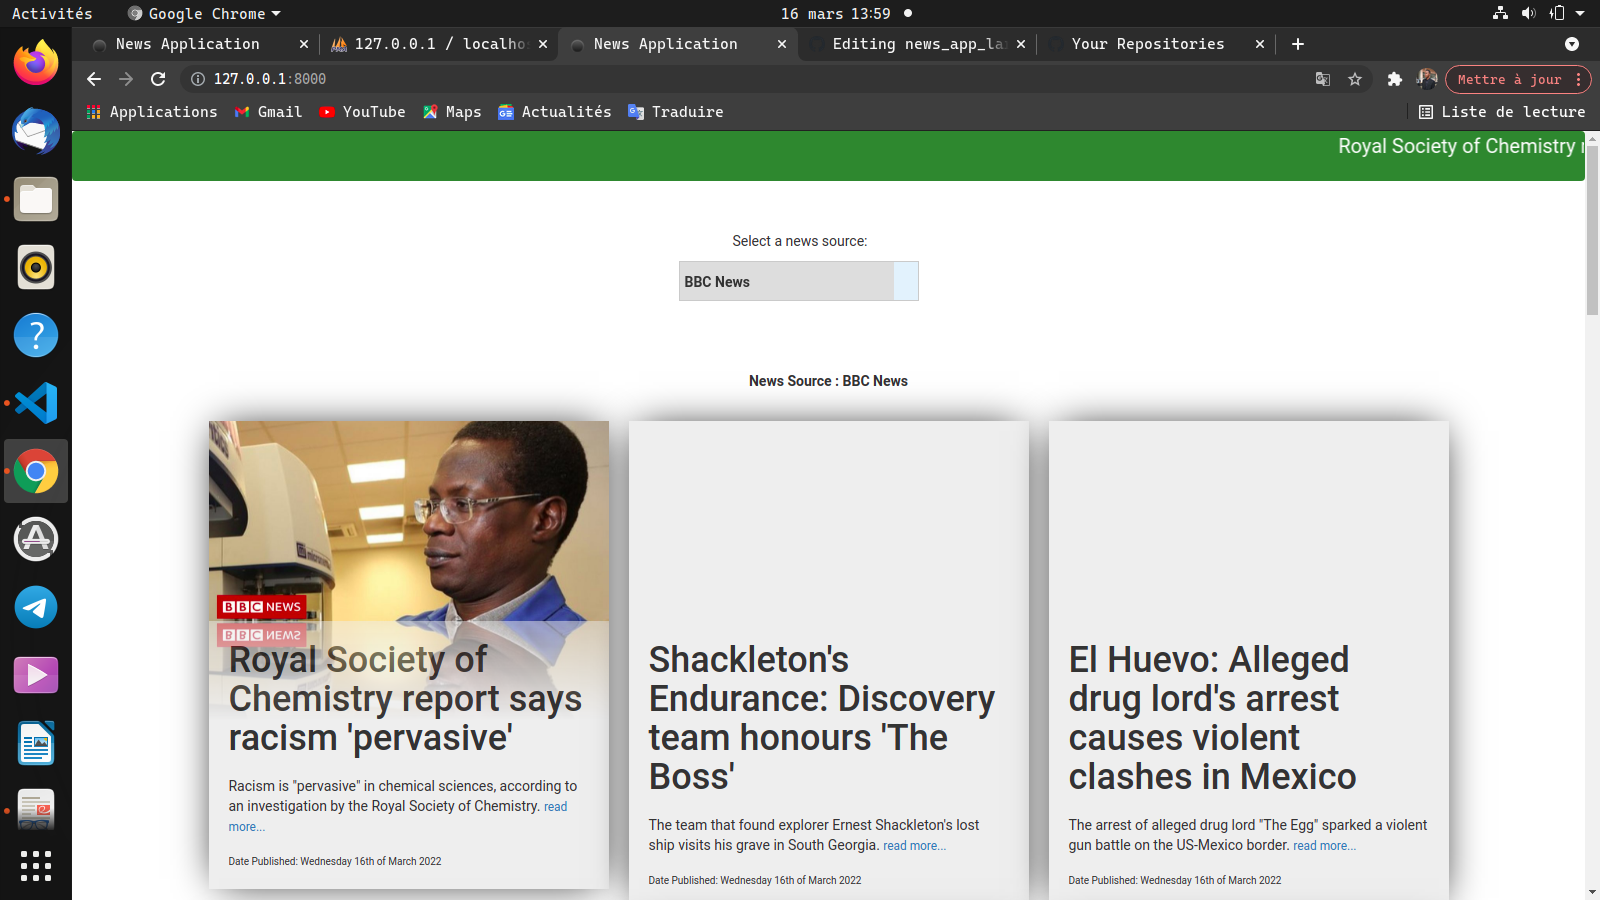 Activités
Google Chrome
16 mars 13:59
News Application
127.0.0.1 / localho
News Application
Editing news_app_la
Your Repositories
127.0.0.1:8000
Mettre à jour
Applications
Gmail
YouTube
Maps
Actualités
Traduire
Liste de lecture
Royal Society of Chemistry r
Select a news source:
BBC News
News Source : BBC News
BBC NEWS
Royal Society of
Chemistry report says
racism 'pervasive'
Racism is "pervasive" in chemical sciences, according to
an investigation by the Royal Society of Chemistry. read
more...
Date Published: Wednesday 16th of March 2022
Shackleton's
Endurance: Discovery
team honours 'The
Boss'
The team that found explorer Ernest Shackleton's lost
ship visits his grave in South Georgia. read more...
Date Published: Wednesday 16th of March 2022
El Huevo: Alleged
drug lord's arrest
causes violent
clashes in Mexico
The arrest of alleged drug lord "The Egg" sparked a violent
gun battle on the US-Mexico border. read more...
Date Published: Wednesday 16th of March 2022